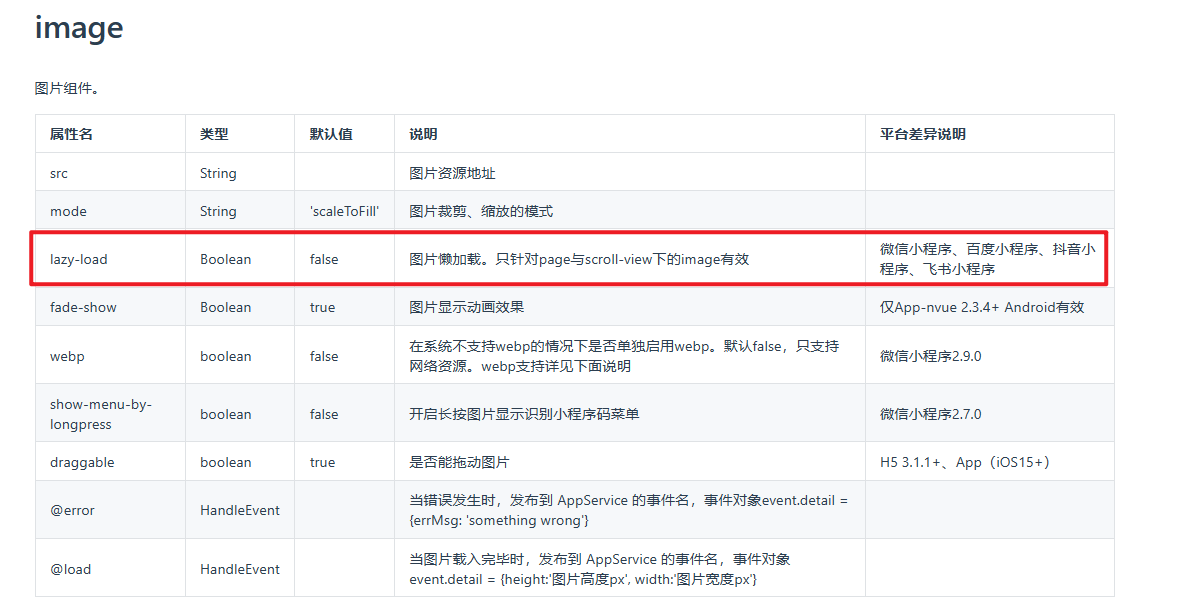 image
图片组件。
属性名 类型 默认值 说明 平台差异说明
src String 图片资源地址
mode String 'scaleToFill' 图片裁剪、缩放的模式
lazy-load Boolean false 图片懒加载。只针对page与scroll-view下的image有效 微信小程序、百度小程序、抖音小
程序、飞书小程序
fade-show Boolean true 图片显示动画效果 仅App-nvue 2.3.4+ Android有效
webp boolean false 在系统不支持webp的情况下是否单独启用webp。默认false，只支持
网络资源。webp支持详见下面说明 微信小程序2.9.0
show-menu-by-
longpress boolean false 开启长按图片显示识别小程序码菜单 微信小程序2.7.0
draggable boolean true 是否能拖动图片 H5 3.1.1+、App（iOS15+）
@error HandleEvent 当错误发生时，发布到 AppService 的事件名，事件对象event.detail =
{errMsg: 'something wrong'}
@load HandleEvent 当图片载入完毕时，发布到 AppService 的事件名，事件对象
event.detail = {height:'图片高度px', width:'图片宽度px'}